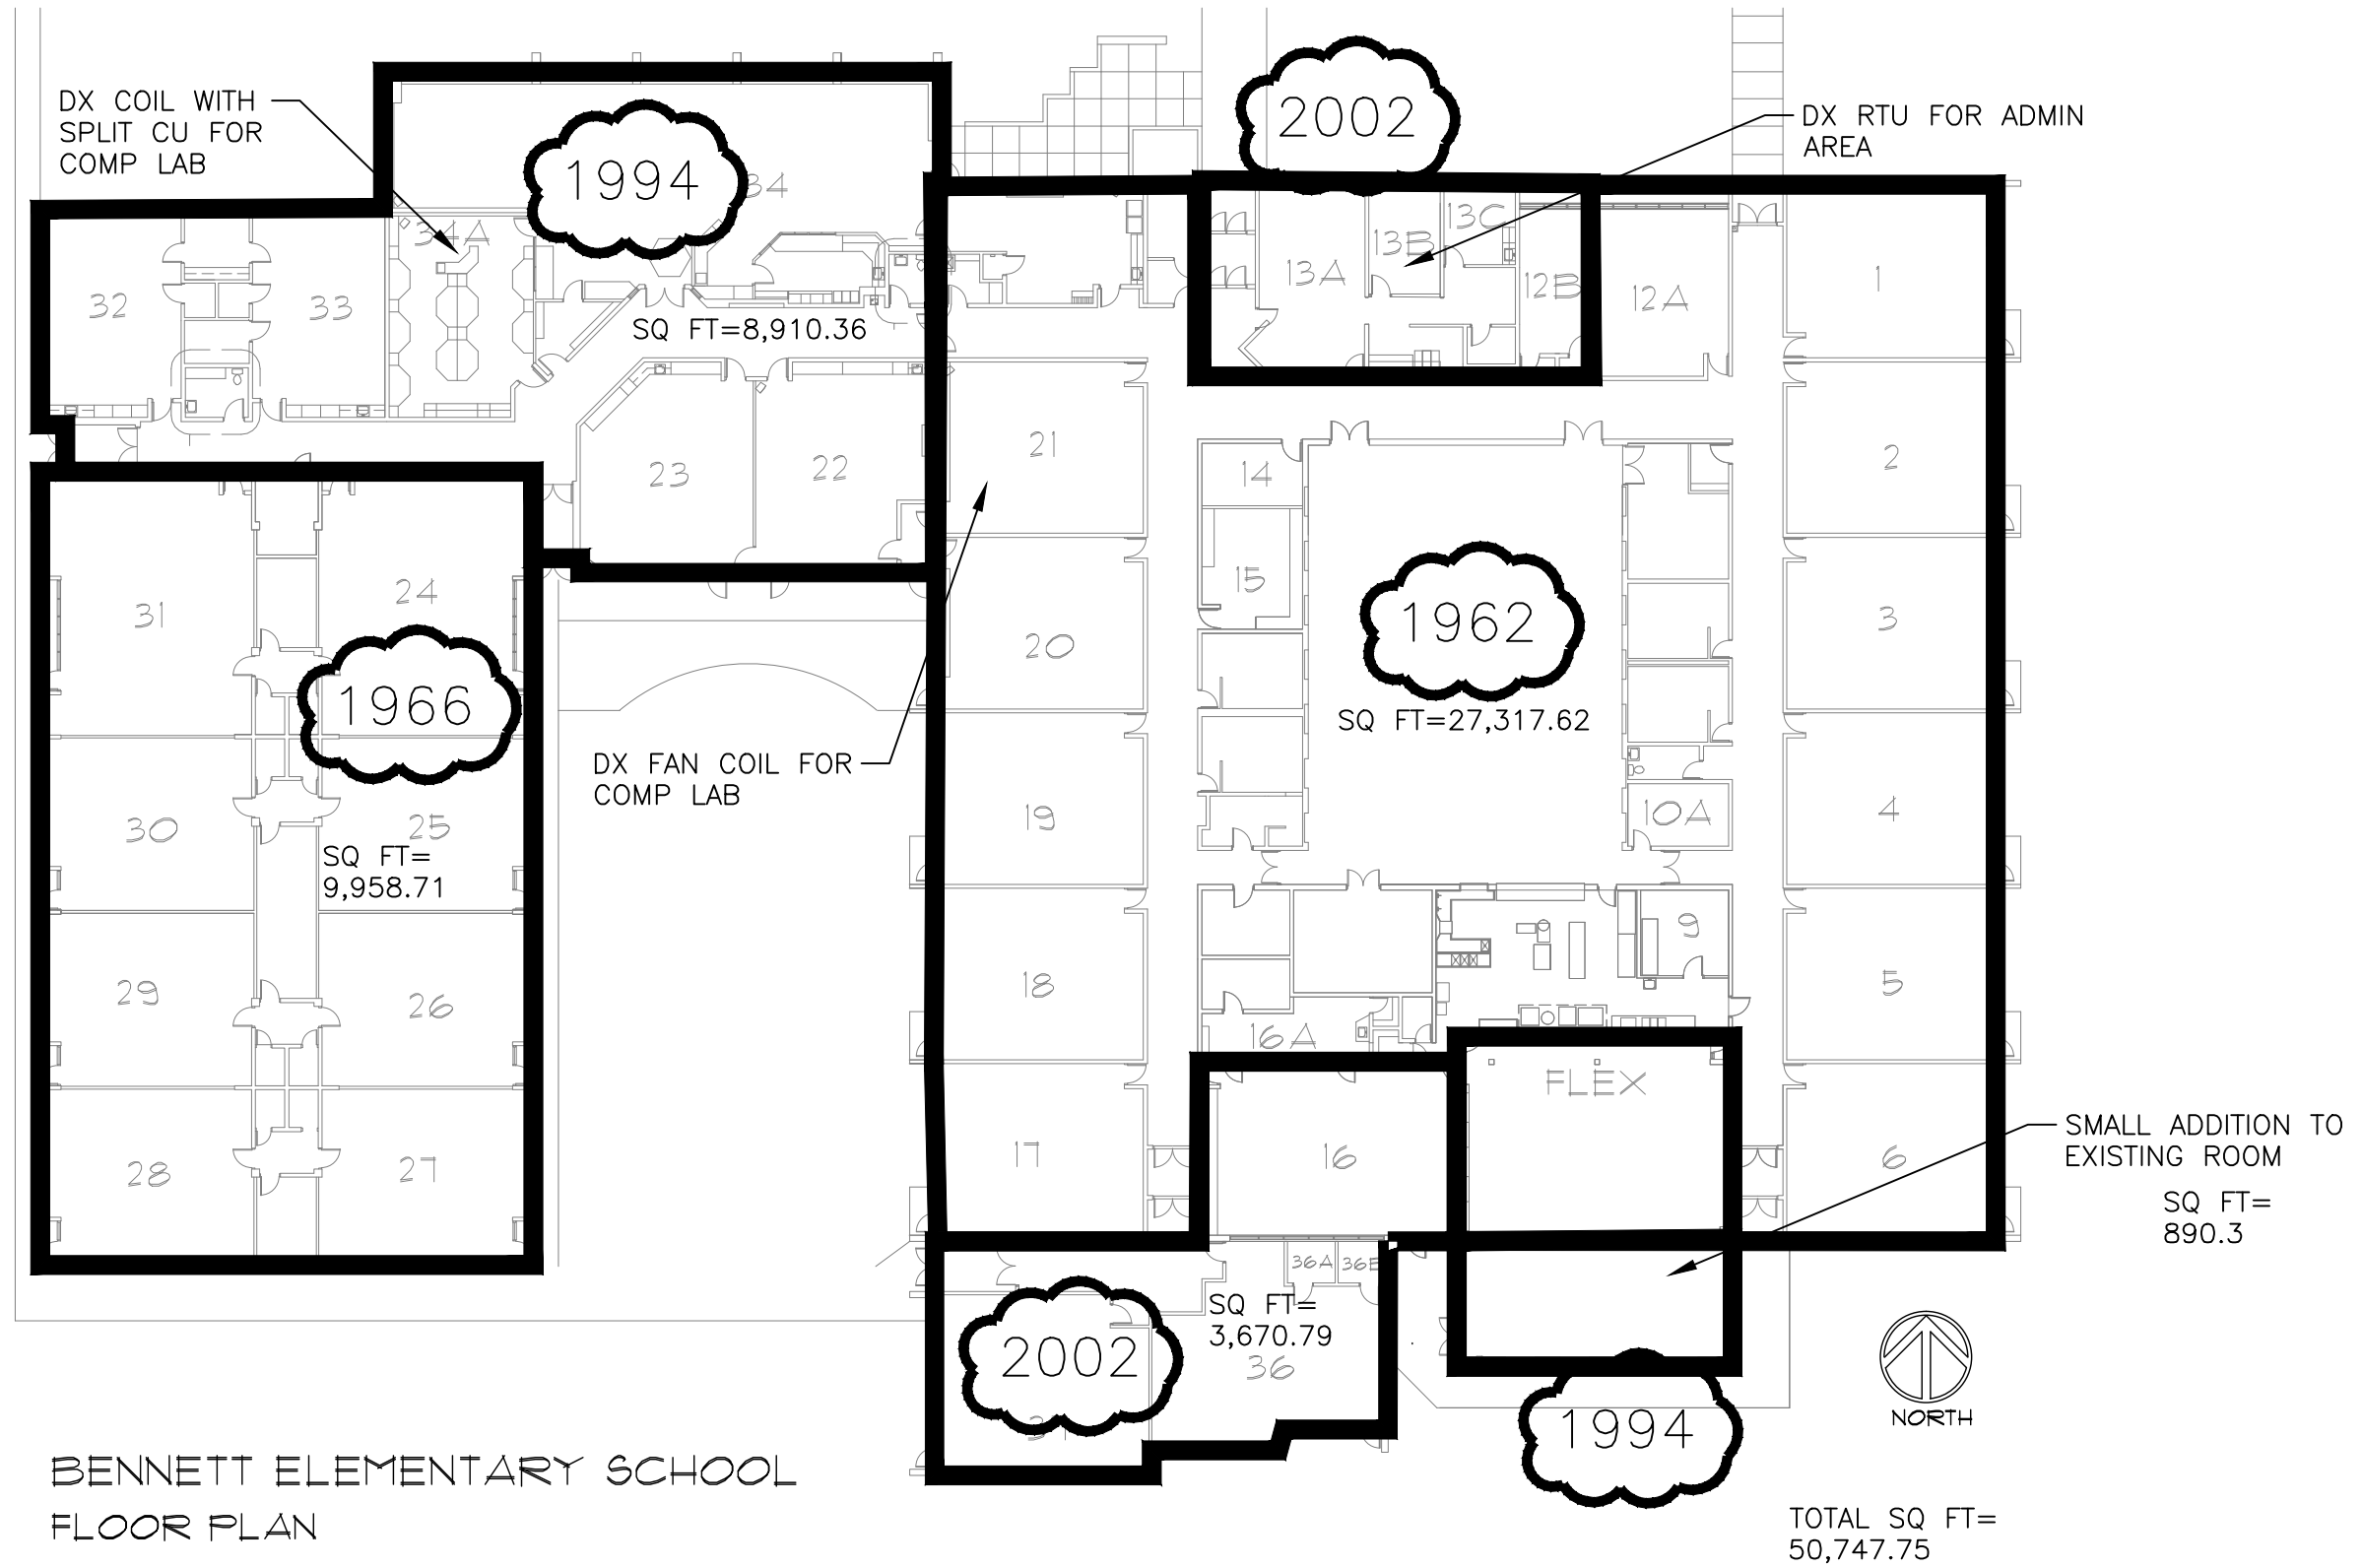 2002
DX COIL WITH
SPLIT CU FOR
COMP LAB
DX RTU FOR ADMIN
AREA
1994
34
34A
13C
13B
13A
12B
12A
1
32
33
SQ FT=8,910.36
21
2
23
22
14
15
24
31
1962
3
20
1966
SQ FT=27,317.62
DX FAN COIL FOR
COMP LAB
19
10A
4
30
25
SQ FT=
9,958.71
9
29
26
18
5
16A
FLEX
SMALL ADDITION TO
EXISTING ROOM
28
27
17
16
6
SQ FT=
890.3
36A
SQ FT=
3,670.79
2002
36
1994
NORTH
BENNETT ELEMENTARY SCHOOL
FLOOR PLAN
TOTAL SQ FT=
50,747.75